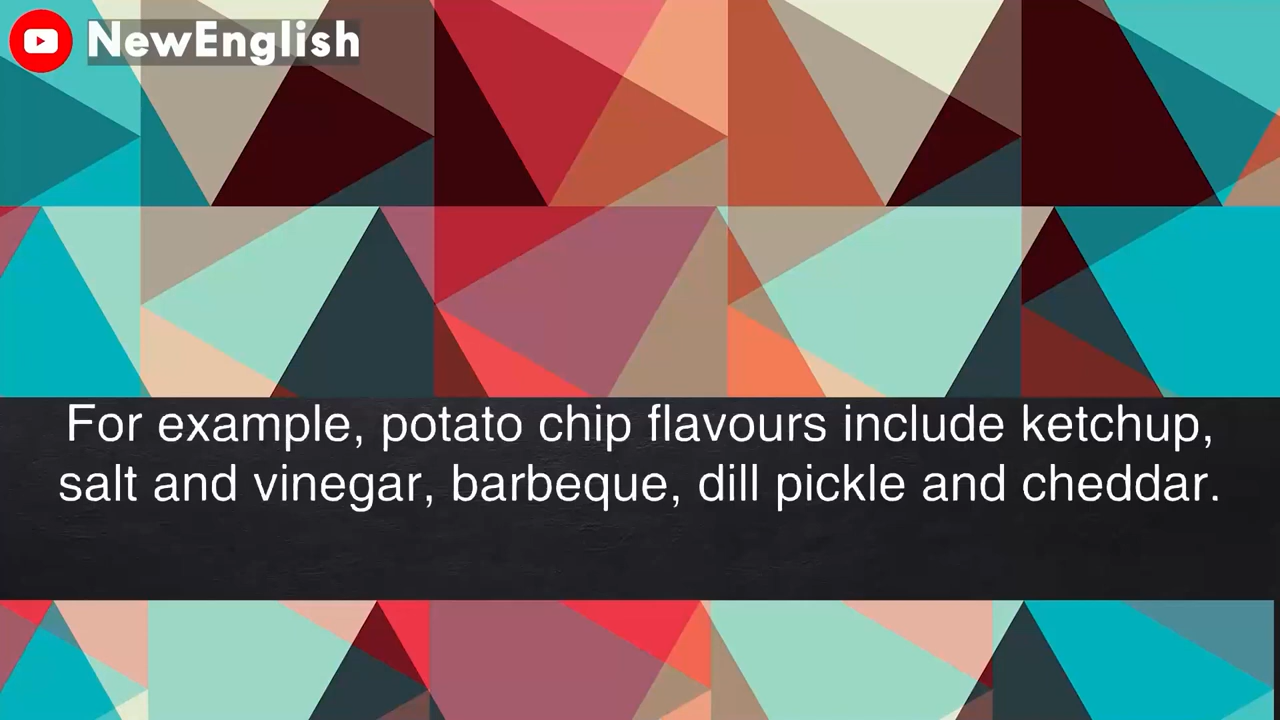 NewEnglish
For example, potato chip flavours include ketchup,
salt and vinegar, barbeque, dill pickle and cheddar.